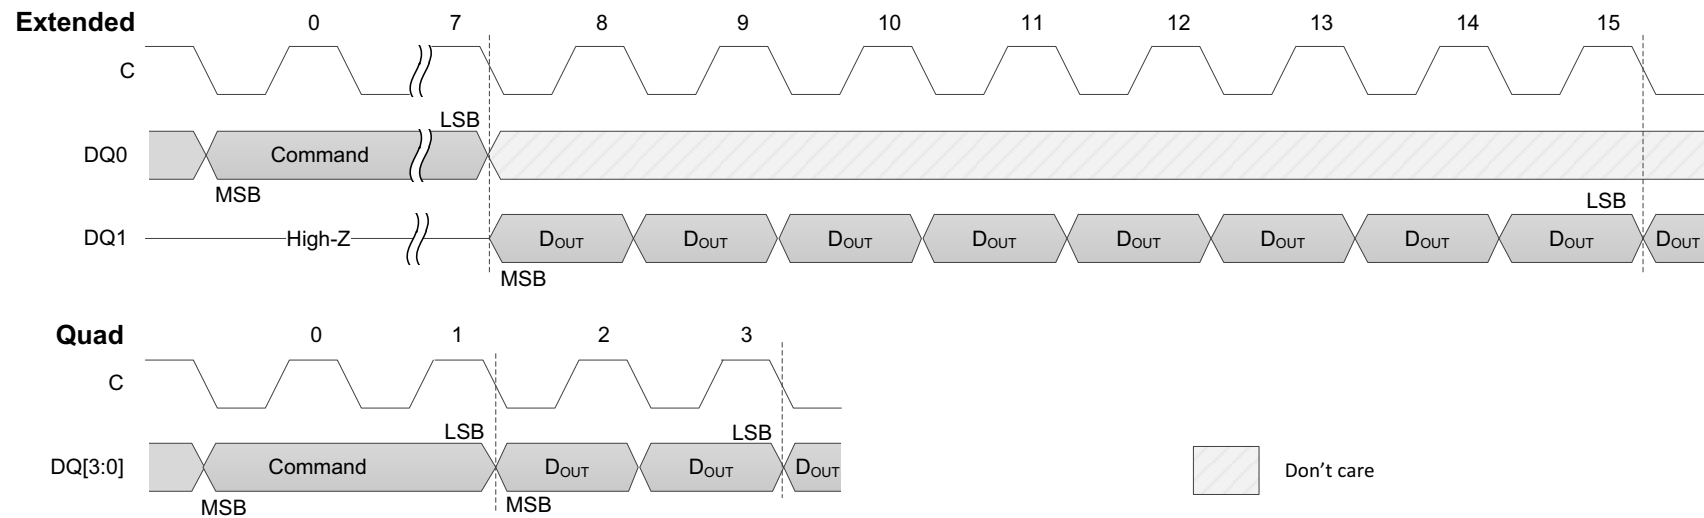 Extended 0 7 8 9 10 11 12 13 14 15
C
LSB
DQ0 Command
MSB
LSB
DQ1 High-Z DOUT DOUT DOUT DOUT DOUT DOUT DOUT DOUT DOUT
MSB
Quad 0 1 2 3
C
LSB LSB
DQ[3:0] Command DOUT DOUT DOUT Don’t care
MSB MSB